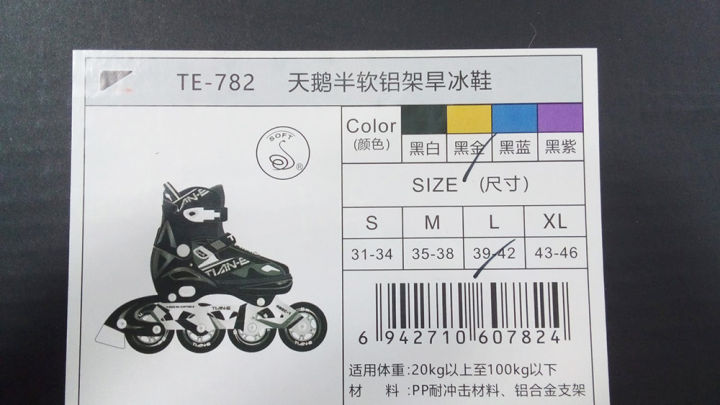 TE-782 天鹅半软铝架旱冰鞋
SOFT
®
Color
(颜色)
黑白 黑金 黑蓝 黑紫
SIZE (尺寸)
S M L XL
31-34 35-38 39-42 43-46
TIAN-E
TIAN-E
TIAN-E
6 942710 607824
适用体重:20kg以上至100kg以下
材 料:PP耐冲击材料、铝合金支架